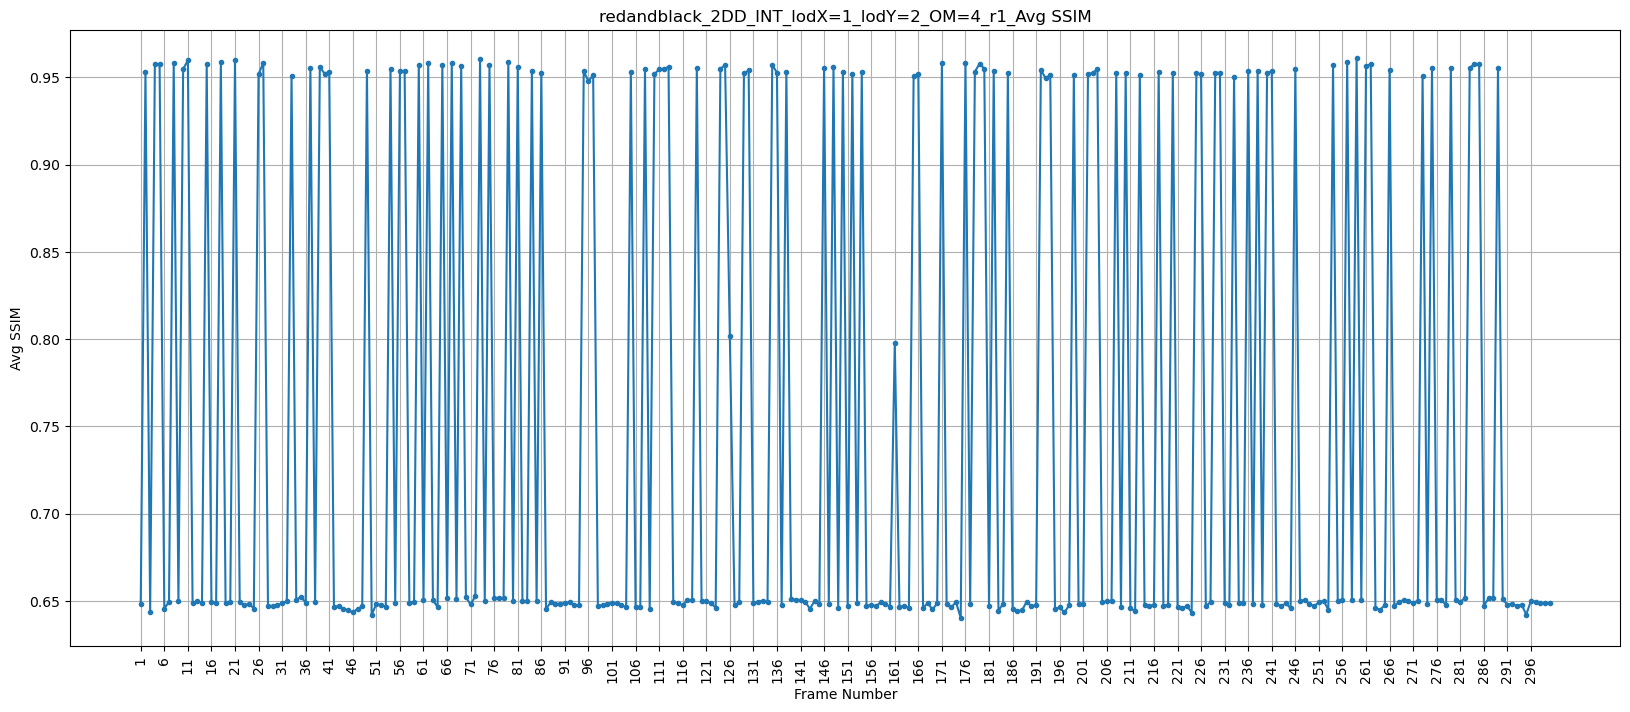 redandblack_2DD_INT_lodX=1_lodY=2_OM=4_r1_Avg SSIM
Avg SSIM
0.95
0.90
0.85
0.80
0.75
0.70
0.65
1 6 11 16 21 26 31 36 41 46 51 56 61 66 71 76 81 86 91 96 101 106 111 116 121 126 131 136 141 146 151 156 161 166 171 176 181 186 191 196 201 206 211 216 221 226 231 236 241 246 251 256 261 266 271 276 281 286 291 296
Frame Number